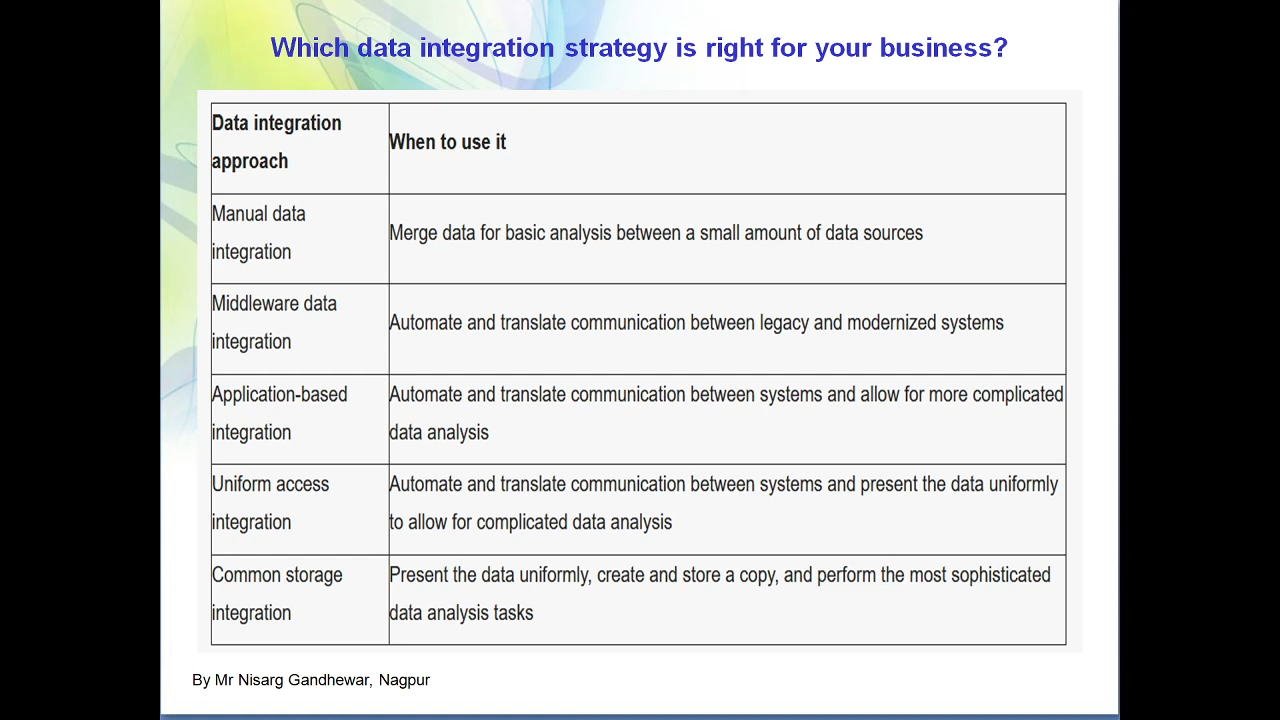 Which data integration strategy is right for your business?
Data integration
approach
When to use it
Manual data
integration
Merge data for basic analysis between a small amount of data sources
Middleware data
integration
Automate and translate communication between legacy and modernized systems
Application-based
integration
Automate and translate communication between systems and allow for more complicated
data analysis
Uniform access
integration
Automate and translate communication between systems and present the data uniformly
to allow for complicated data analysis
Common storage
integration
Present the data uniformly, create and store a copy, and perform the most sophisticated
data analysis tasks
By Mr Nisarg Gandhewar, Nagpur